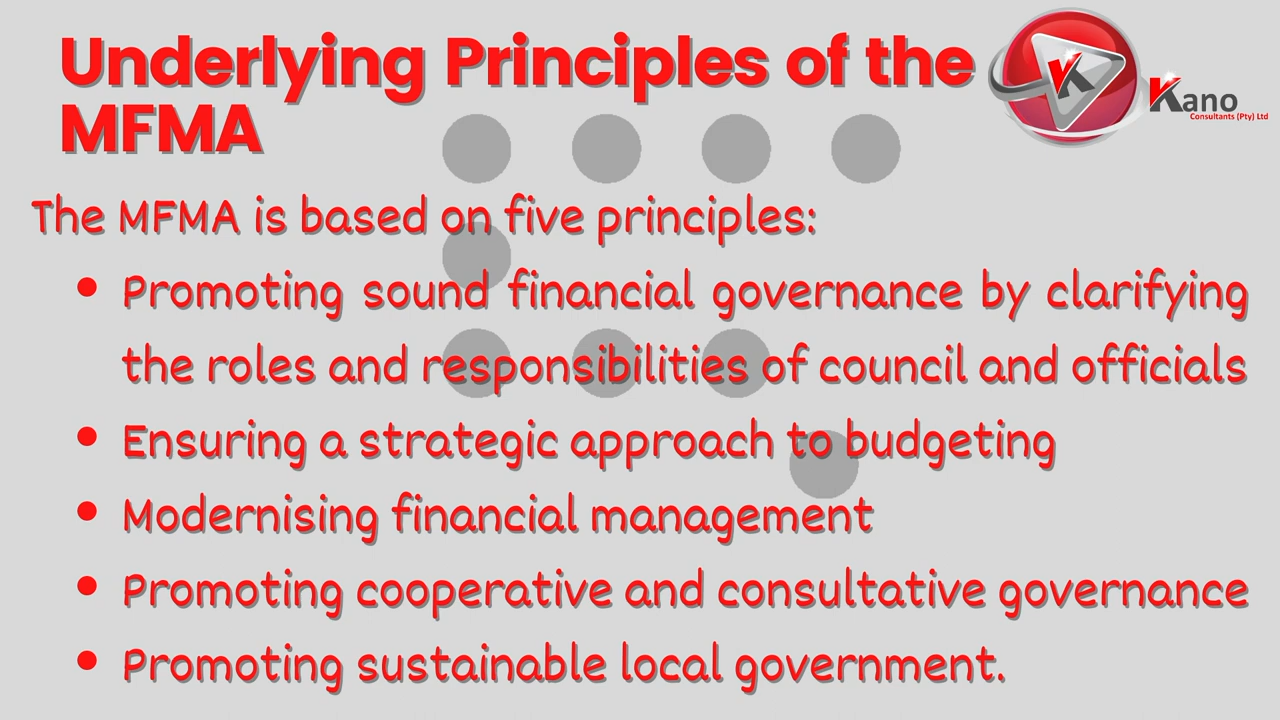 Underlying Principles of the
MFMA
K
Kano
Consultants (Pty) Ltd
The MFMA is based on five principles:
• Promoting sound financial governance by clarifying
the roles and responsibilities of council and officials
• Ensuring a strategic approach to budgeting
• Modernising financial management
• Promoting cooperative and consultative governance
• Promoting sustainable local government.